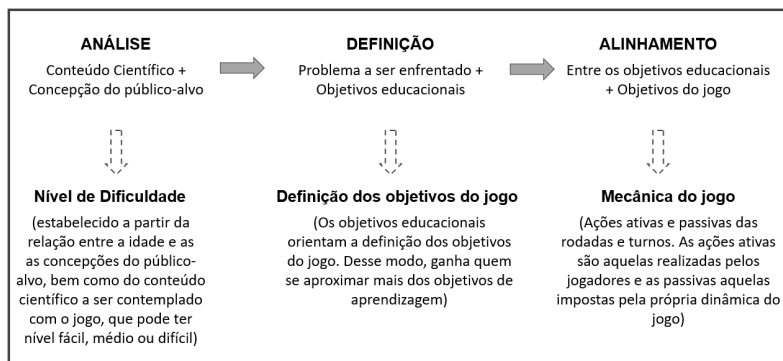 ANÁLISE
Conteúdo Científico +
Concepção do público-alvo
DEFINIÇÃO
Problema a ser enfrentado +
Objetivos educacionais
ALINHAMENTO
Entre os objetivos educacionais
+ Objetivos do jogo
Nível de Dificuldade
(estabelecido a partir da
relação entre a idade e as
as concepções do público-
alvo, bem como do conteúdo
científico a ser contemplado
com o jogo, que pode ter
nível fácil, médio ou difícil)
Definição dos objetivos do jogo
(Os objetivos educacionais
orientam a definição dos objetivos
do jogo. Desse modo, ganha quem
se aproximar mais dos objetivos de
aprendizagem)
Mecânica do jogo
(Ações ativas e passivas das
rodadas e turnos. As ações ativas
são aquelas realizadas pelos
jogadores e as passivas aquelas
impostas pela própria dinâmica do
jogo)